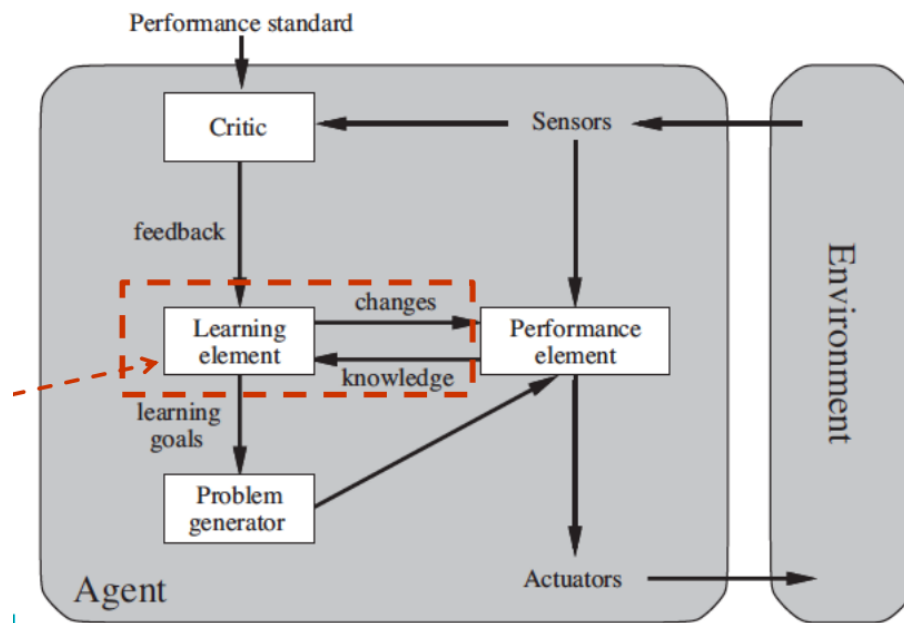 Performance standard
Critic
Sensors
feedback
changes
Learning
element
Performance
element
knowledge
learning
goals
Problem
generator
Environment
Agent
Actuators